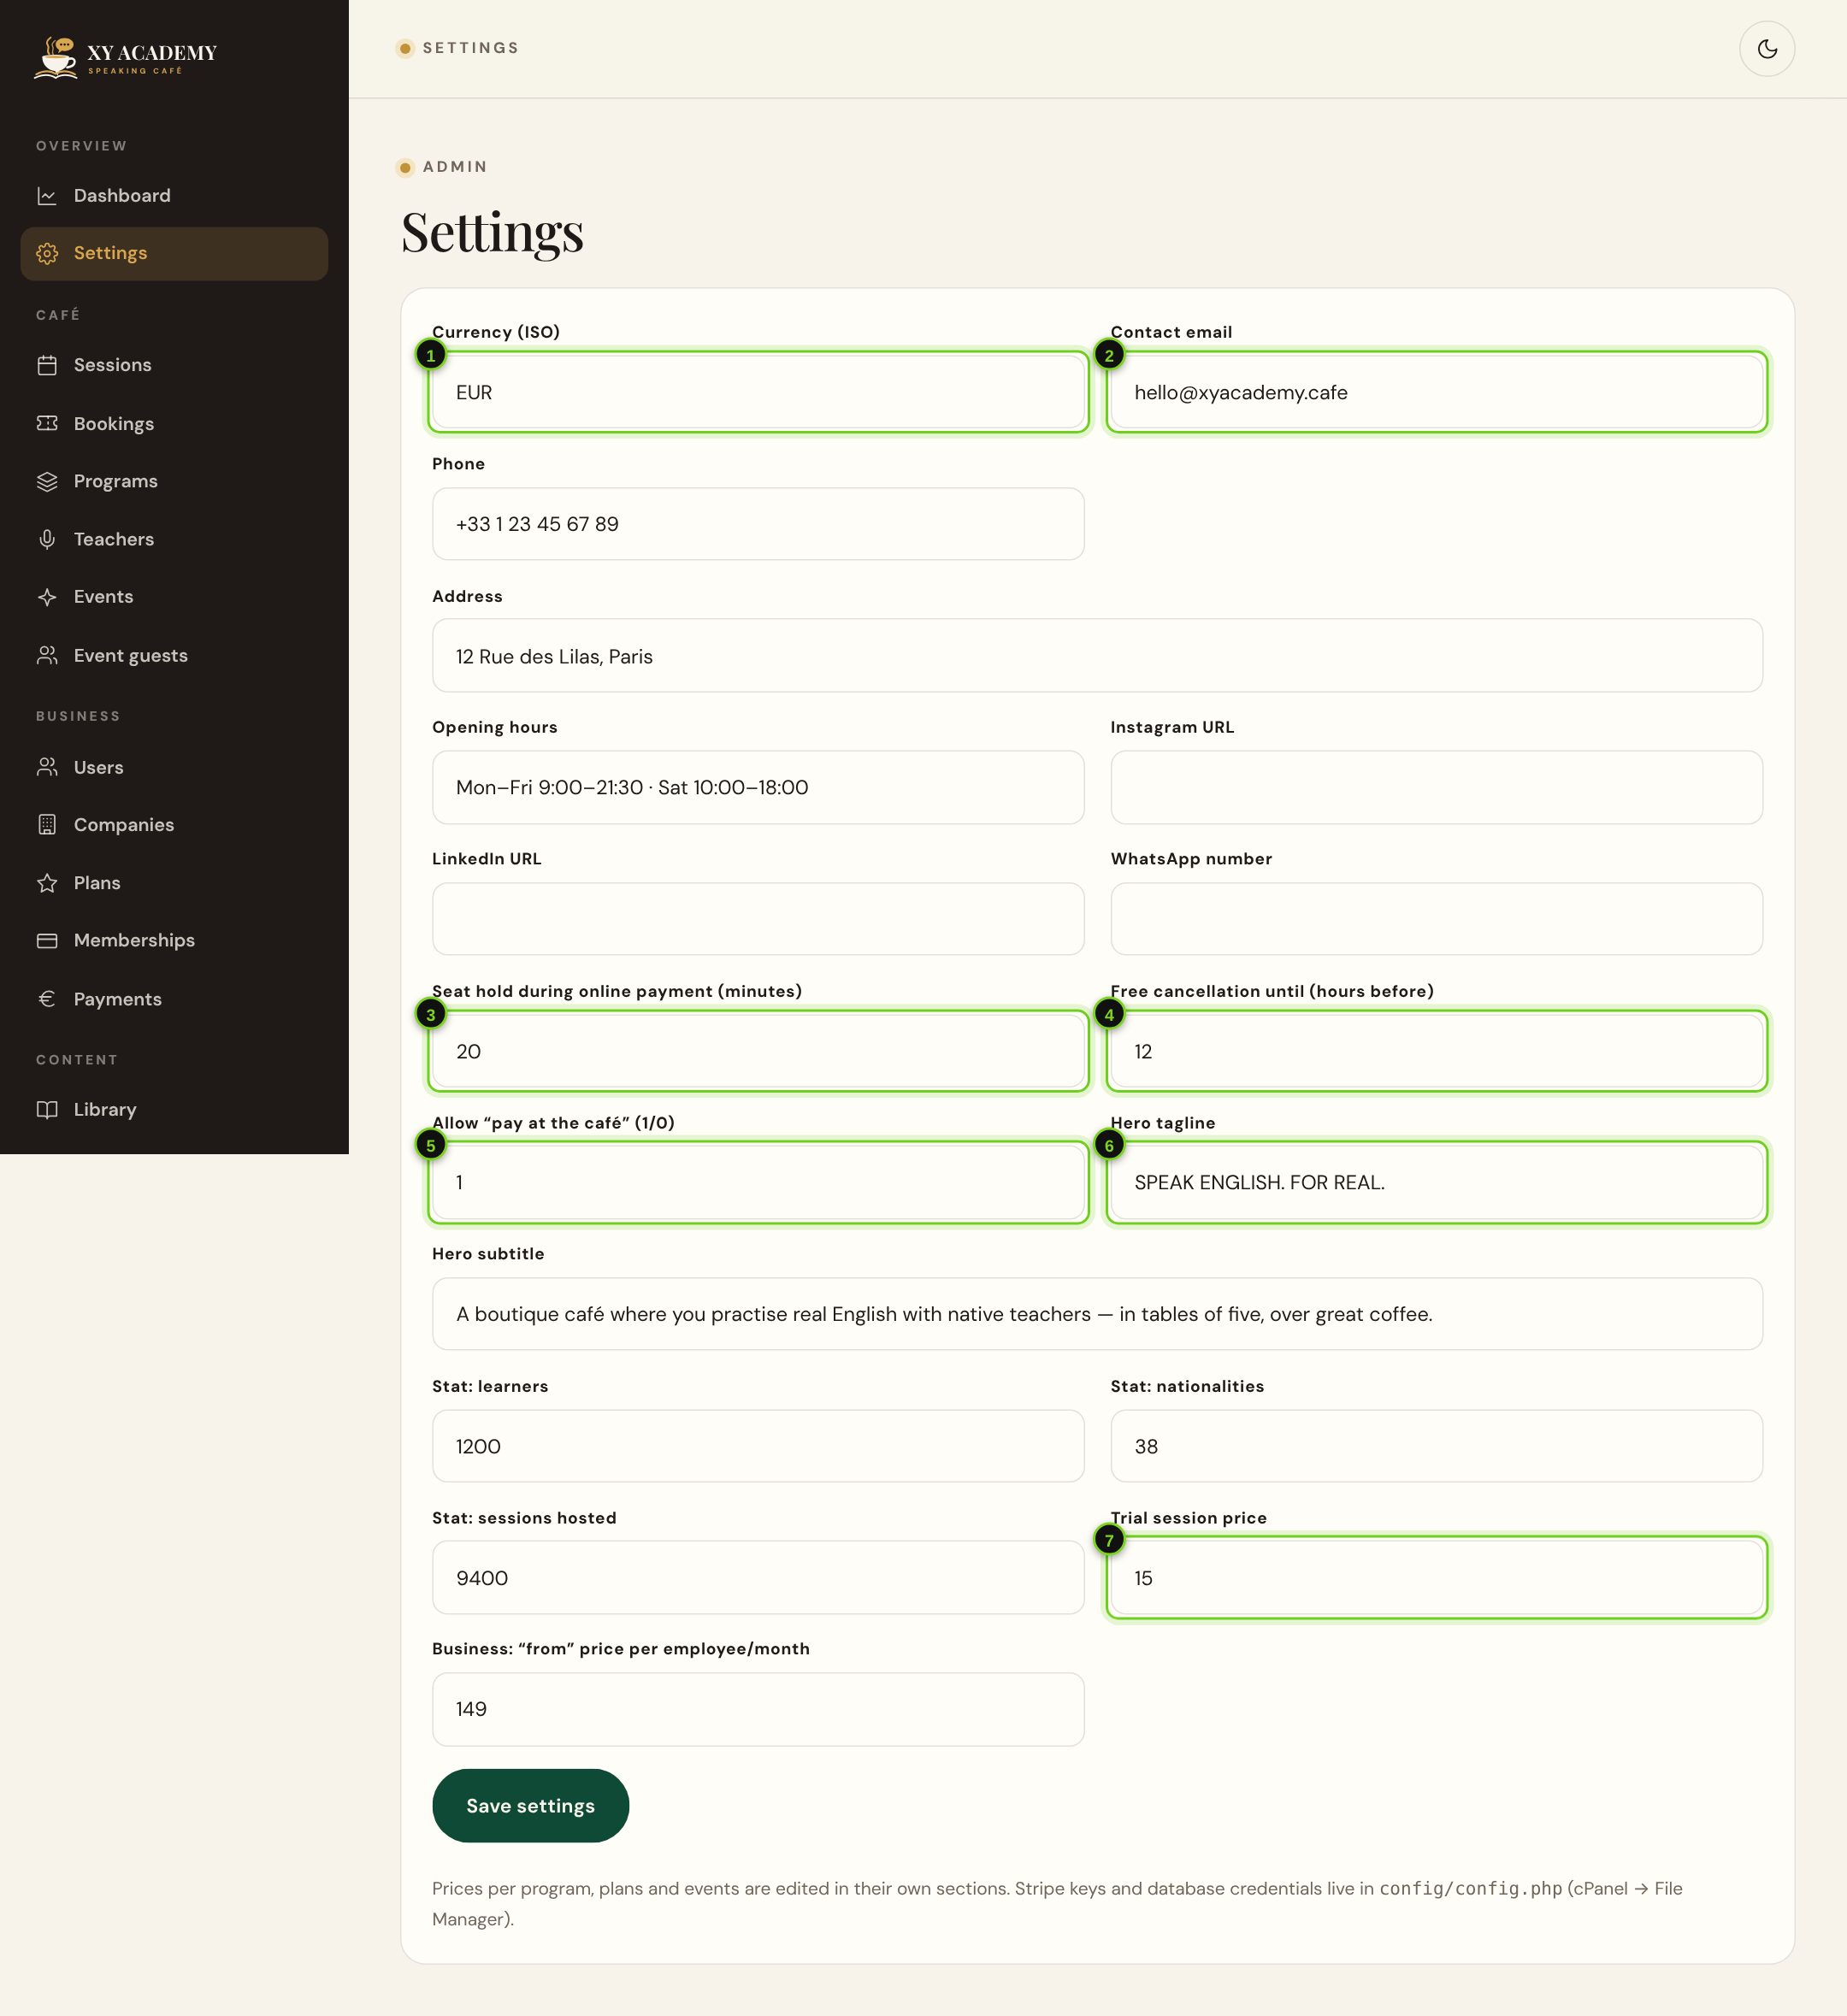 XY ACADEMY
SPEAKING CAFÉ
OVERVIEW
Dashboard
Settings
CAFÉ
Sessions
Bookings
Programs
Teachers
Events
Event guests
BUSINESS
Users
Companies
Plans
Memberships
Payments
CONTENT
Library
SETTINGS
ADMIN
Settings
Currency (ISO)
1
EUR
Contact email
2
hello@xyacademy.cafe
Phone
+33 1 23 45 67 89
Address
12 Rue des Lilas, Paris
Opening hours
Mon–Fri 9:00–21:30 · Sat 10:00–18:00
Instagram URL
LinkedIn URL
WhatsApp number
Seat hold during online payment (minutes)
3
20
Free cancellation until (hours before)
4
12
Allow “pay at the café” (1/0)
5
1
Hero tagline
6
SPEAK ENGLISH. FOR REAL.
Hero subtitle
A boutique café where you practise real English with native teachers — in tables of five, over great coffee.
Stat: learners
1200
Stat: nationalities
38
Stat: sessions hosted
9400
Trial session price
7
15
Business: “from” price per employee/month
149
Save settings
Prices per program, plans and events are edited in their own sections. Stripe keys and database credentials live in config/config.php (cPanel → File
Manager).